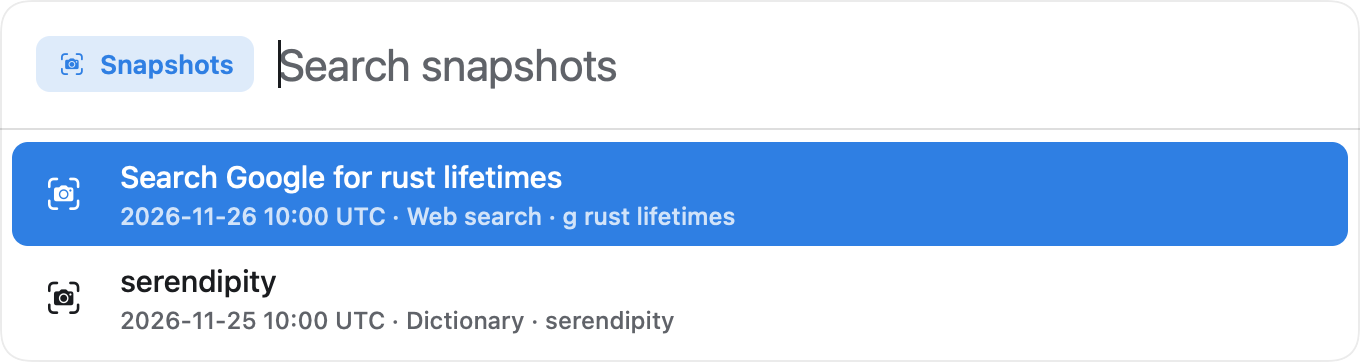 Snapshots Search snapshots
Search Google for rust lifetimes
2026-11-26 10:00 UTC · Web search · g rust lifetimes
serendipity
2026-11-25 10:00 UTC · Dictionary · serendipity